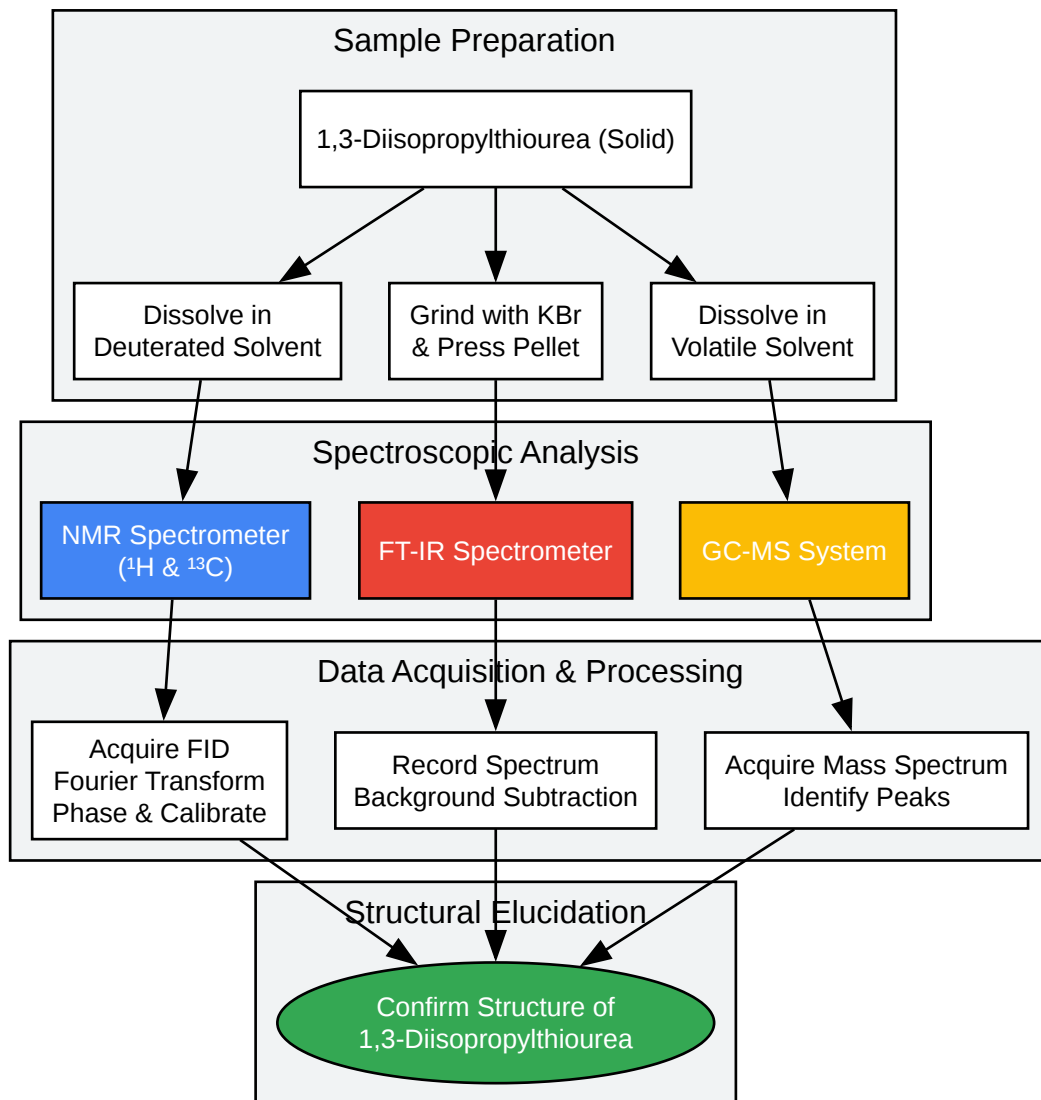 Sample Preparation
1,3-Diisopropylthiourea (Solid)
Dissolve in
Deuterated Solvent
Grind with KBr
& Press Pellet
Dissolve in
Volatile Solvent
Spectroscopic Analysis
NMR Spectrometer
(¹H & ¹³C)
FT-IR Spectrometer
GC-MS System
Data Acquisition & Processing
Acquire FID
Fourier Transform
Phase & Calibrate
Record Spectrum
Background Subtraction
Acquire Mass Spectrum
Identify Peaks
Structural Elucidation
Confirm Structure of
1,3-Diisopropylthiourea